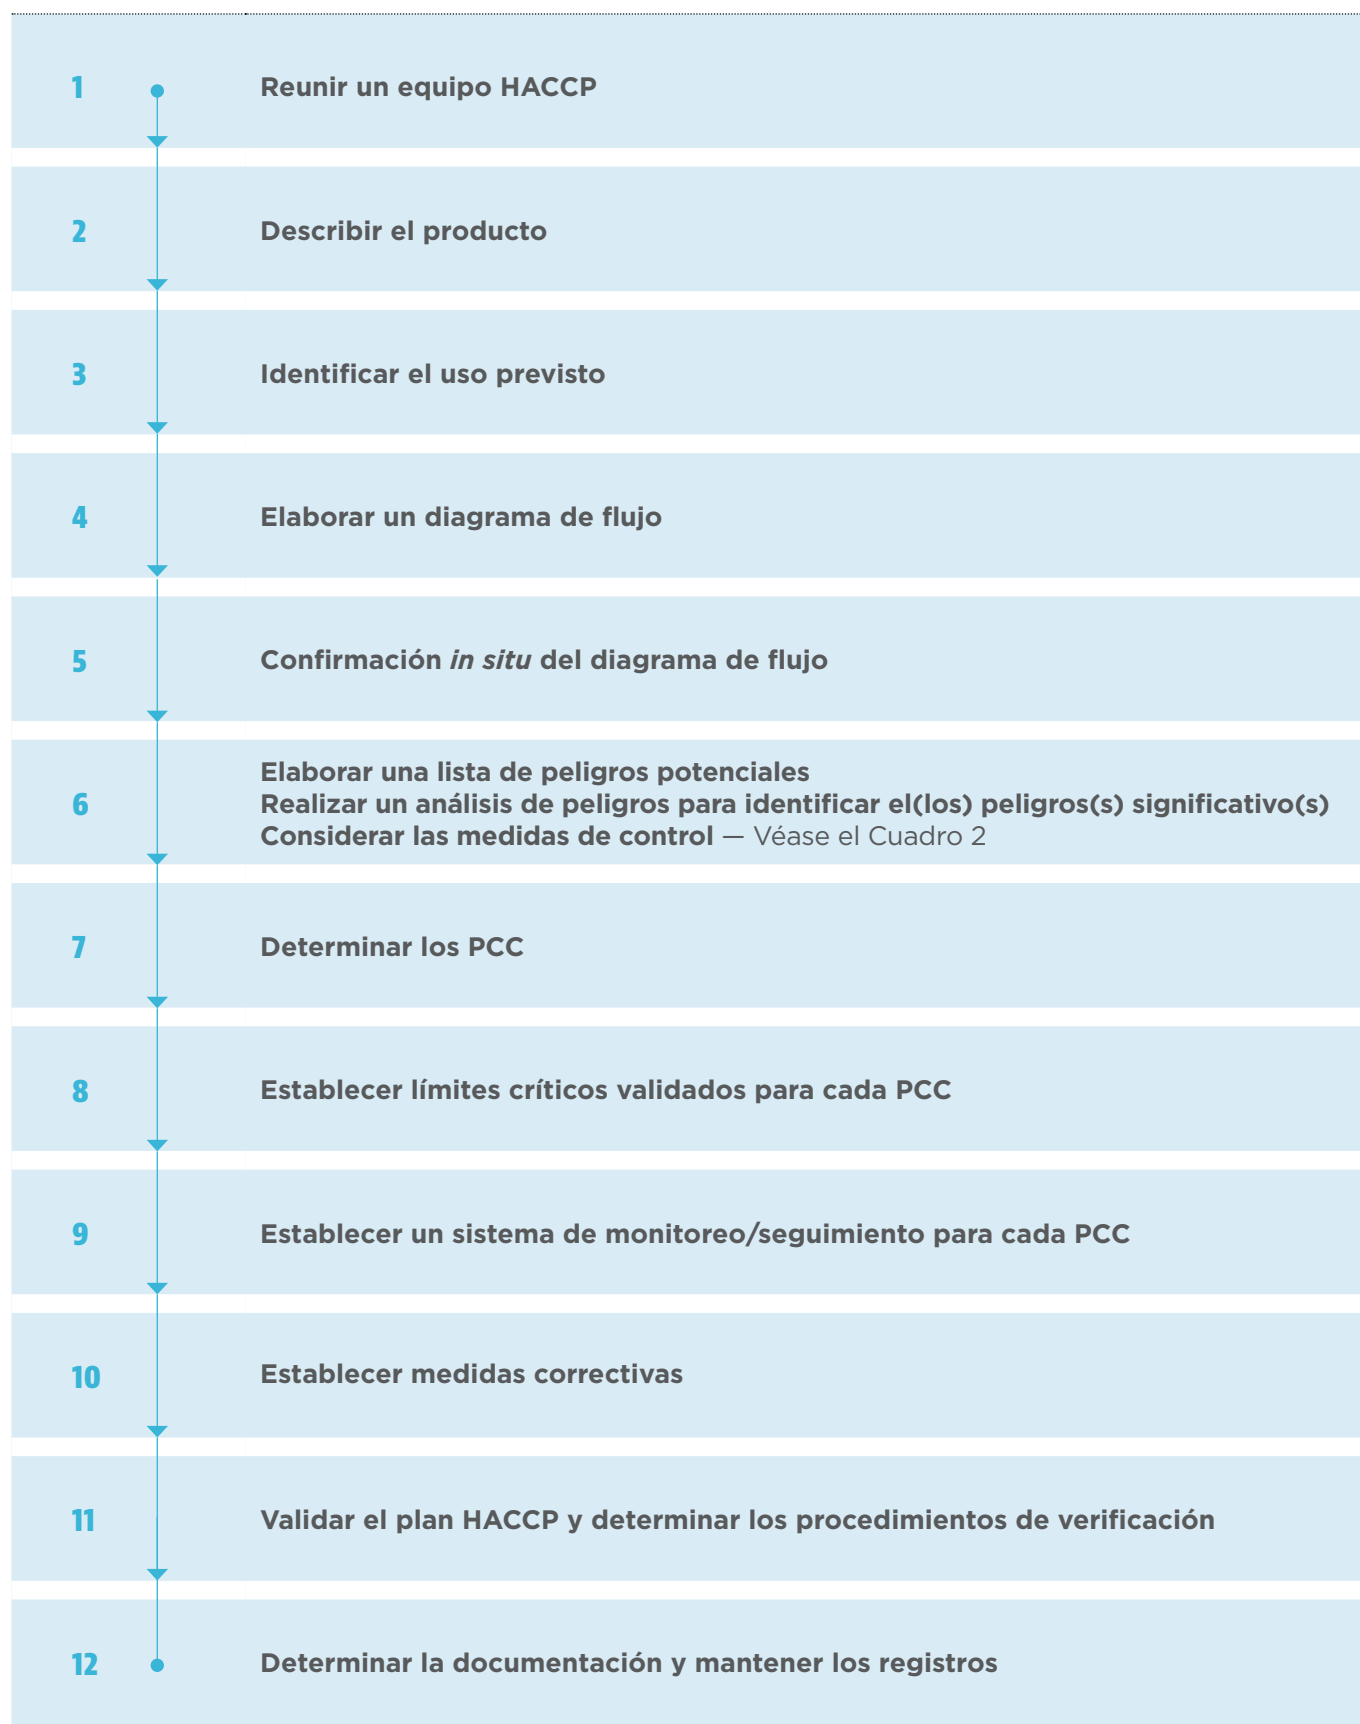 1
Reunir un equipo HACCP
2
Describir el producto
3
Identificar el uso previsto
4
Elaborar un diagrama de flujo
5
Confirmación in situ del diagrama de flujo
6
Elaborar una lista de peligros potenciales
Realizar un análisis de peligros para identificar el(los) peligros(s) significativo(s)
Considerar las medidas de control — Véase el Cuadro 2
7
Determinar los PCC
8
Establecer límites críticos validados para cada PCC
9
Establecer un sistema de monitoreo/seguimiento para cada PCC
10
Establecer medidas correctivas
11
Validar el plan HACCP y determinar los procedimientos de verificación
12
Determinar la documentación y mantener los registros